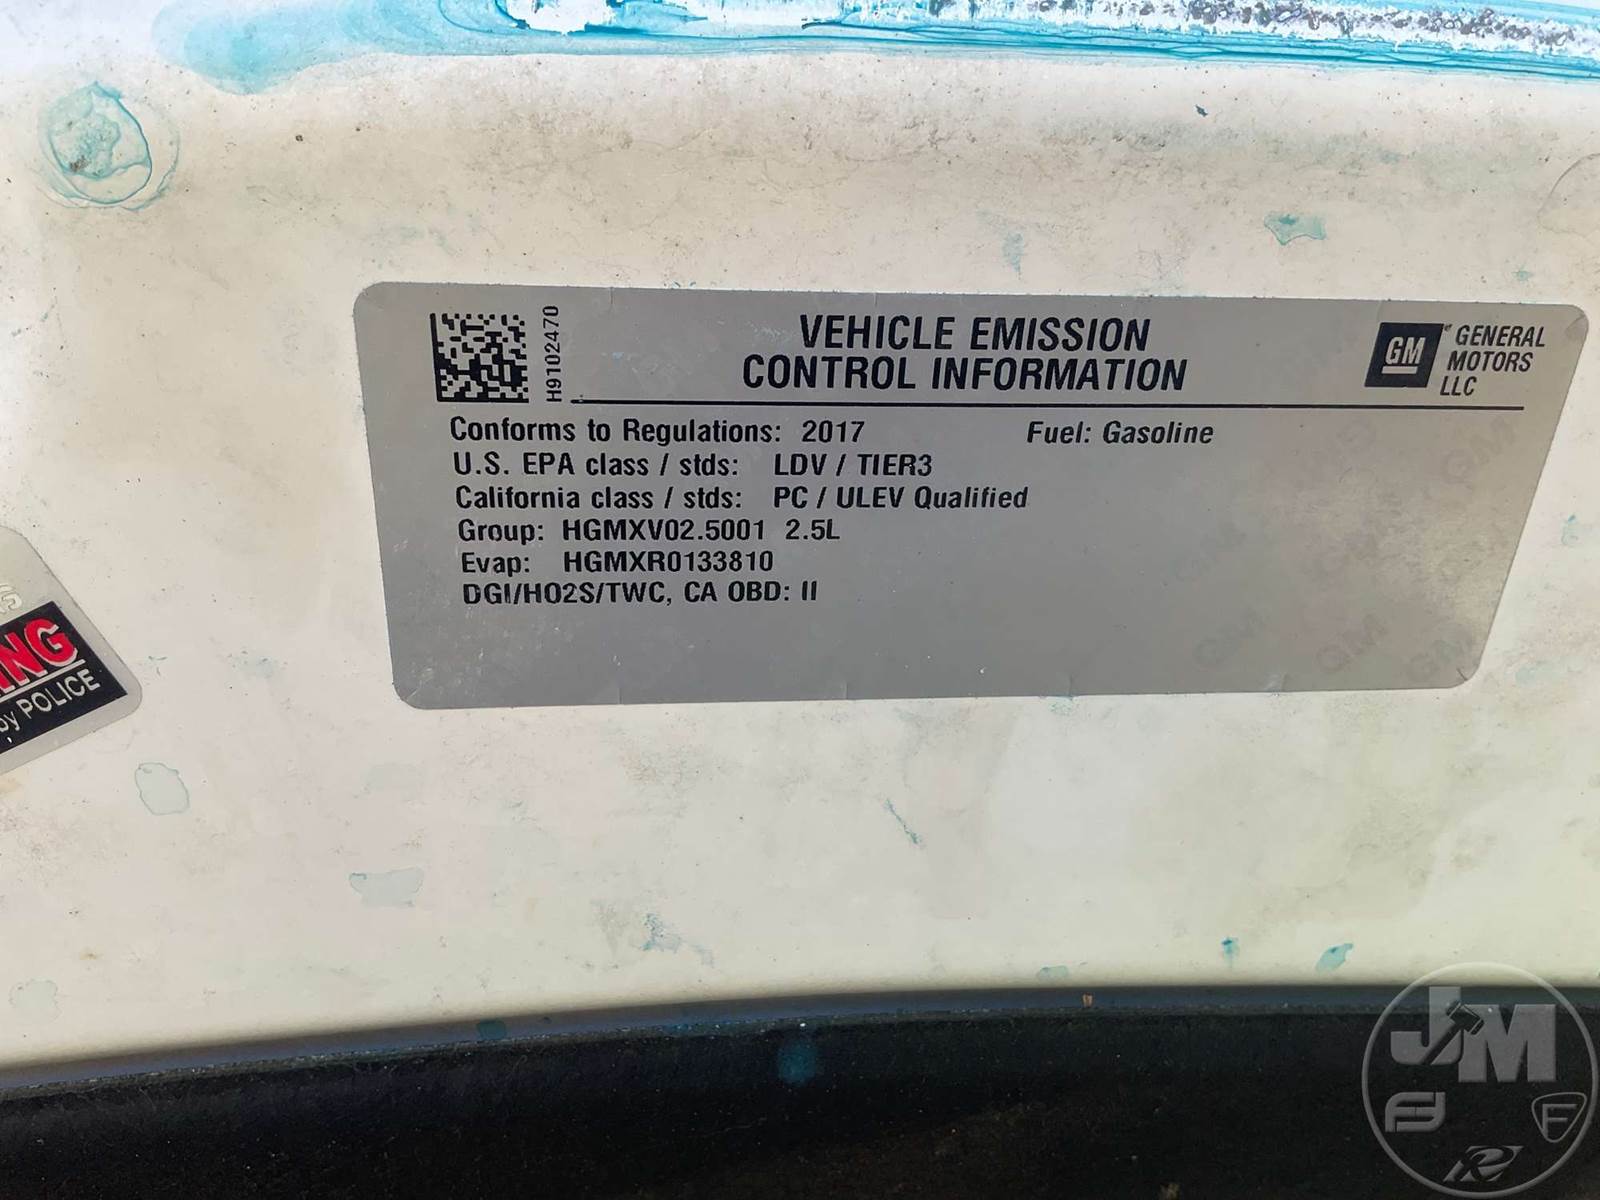 H9102470
VEHICLE EMISSION
CONTROL INFORMATION
GM
GENERAL
MOTORS
LLC
Conforms to Regulations: 2017 Fuel: Gasoline
U.S. EPA class / stds: LDV / TIER3
California class / stds: PC / ULEV Qualified
Group: HGMXV02.5001 2.5L
Evap: HGMXR0133810
DGI/HO2S/TWC, CA OBD: II
by POLICE
JM